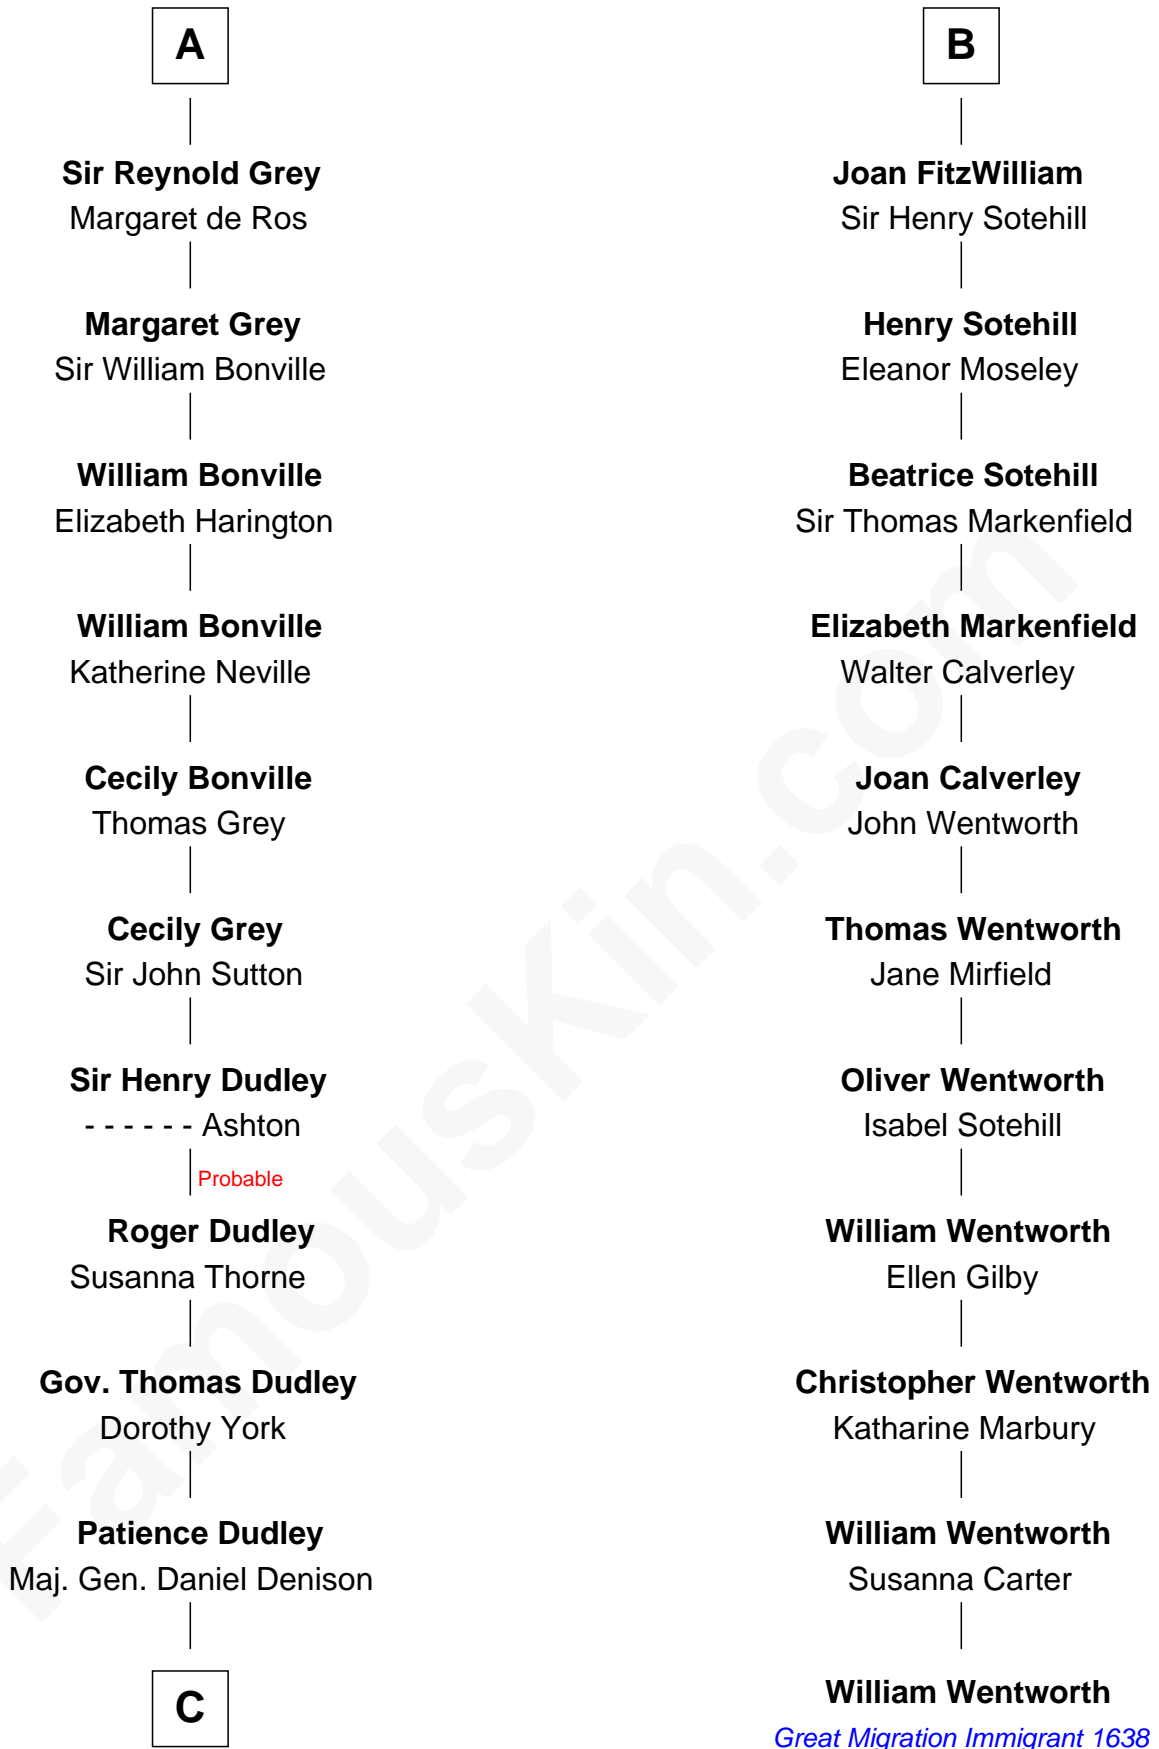 A
Sir Reynold Grey
Margaret de Ros
Margaret Grey
Sir William Bonville
William Bonville
Elizabeth Harington
William Bonville
Katherine Neville
Cecily Bonville
Thomas Grey
Cecily Grey
Sir John Sutton
Sir Henry Dudley
- - - - - - Ashton
Probable
Roger Dudley
Susanna Thorne
Gov. Thomas Dudley
Dorothy York
Patience Dudley
Maj. Gen. Daniel Denison
C
B
Joan FitzWilliam
Sir Henry Sotehill
Henry Sotehill
Eleanor Moseley
Beatrice Sotehill
Sir Thomas Markenfield
Elizabeth Markenfield
Walter Calverley
Joan Calverley
John Wentworth
Thomas Wentworth
Jane Mirfield
Oliver Wentworth
Isabel Sotehill
William Wentworth
Ellen Gilby
Christopher Wentworth
Katharine Marbury
William Wentworth
Susanna Carter
William Wentworth
Great Migration Immigrant 1638
FamousKin.com